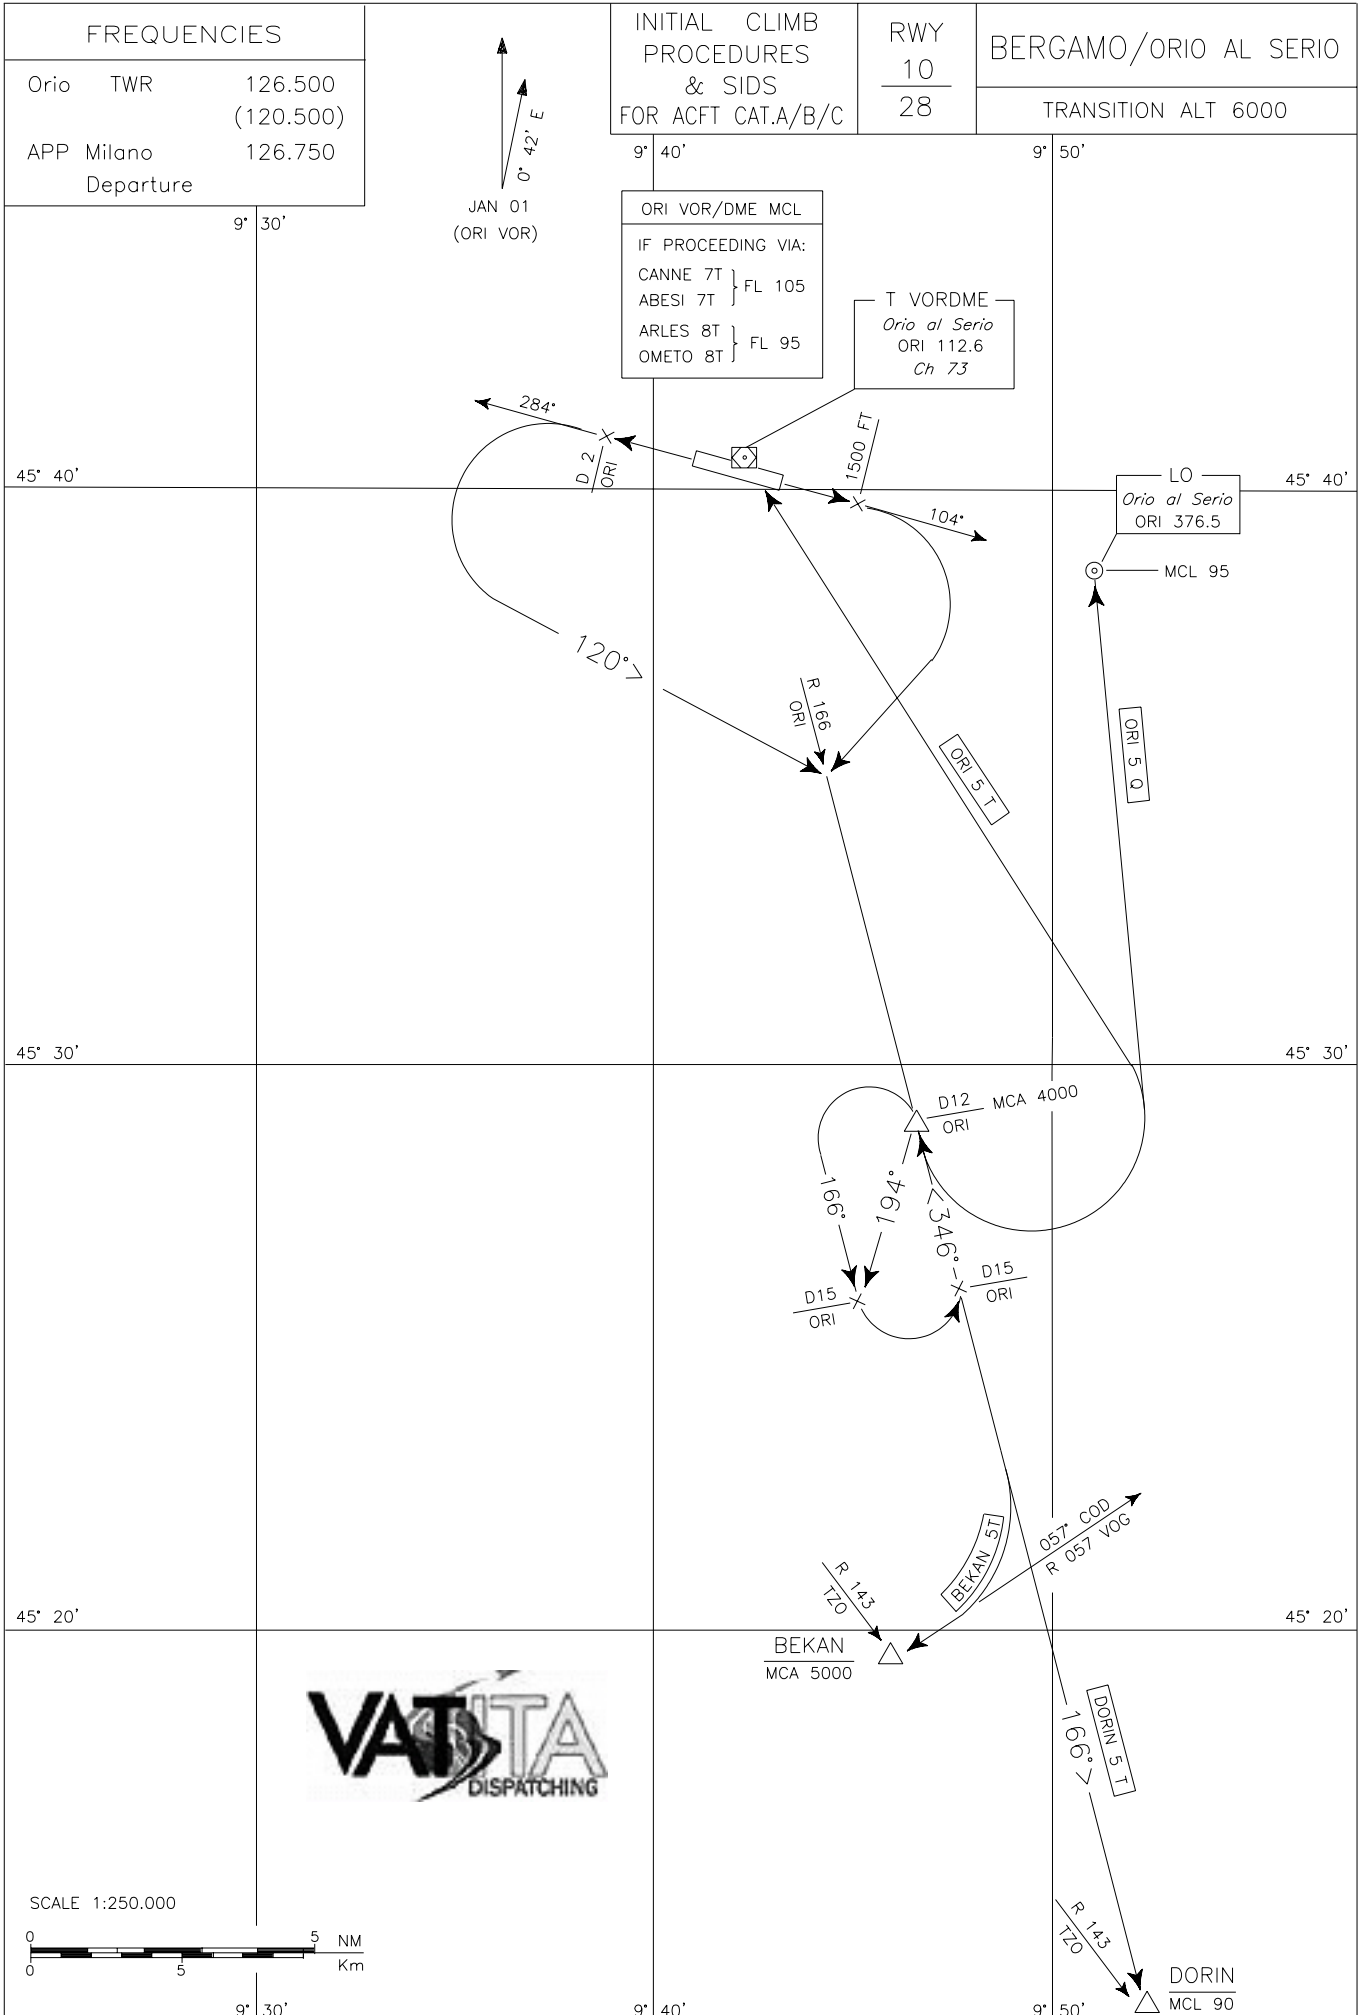 FREQUENCIES
Orio TWR 126.500
(120.500)
APP Milano 126.750
Departure
0° 42' E
JAN 01
(ORI VOR)
INITIAL CLIMB
PROCEDURES
& SIDS
FOR ACFT CAT.A/B/C
RWY
10
28
BERGAMO/ORIO AL SERIO
TRANSITION ALT 6000
9° 30'
9° 40'
9° 50'
ORI VOR/DME MCL
IF PROCEEDING VIA:
CANNE 7T
ABESI 7T
} FL 105
ARLES 8T
OMETO 8T
} FL 95
T VORDME
Orio al Serio
ORI 112.6
Ch 73
284°
D 2
ORI
1500 FT
104°
45° 40'
45° 40'
LO
Orio al Serio
ORI 376.5
MCL 95
120°>
R 166
ORI
ORI 5 T
ORI 5 Q
45° 30'
45° 30'
D12
ORI
MCA 4000
166°
194°
<346°
D15
ORI
D15
ORI
BEKAN 5T
057° COD
R 057 VOG
R 143
TZO
45° 20'
45° 20'
BEKAN
MCA 5000
VATITA
DISPATCHING
166°>
DORIN 5 T
SCALE 1:250.000
0 5 NM
0 5 Km
R 143
TZO
DORIN
MCL 90
9° 30'
9° 40'
9° 50'